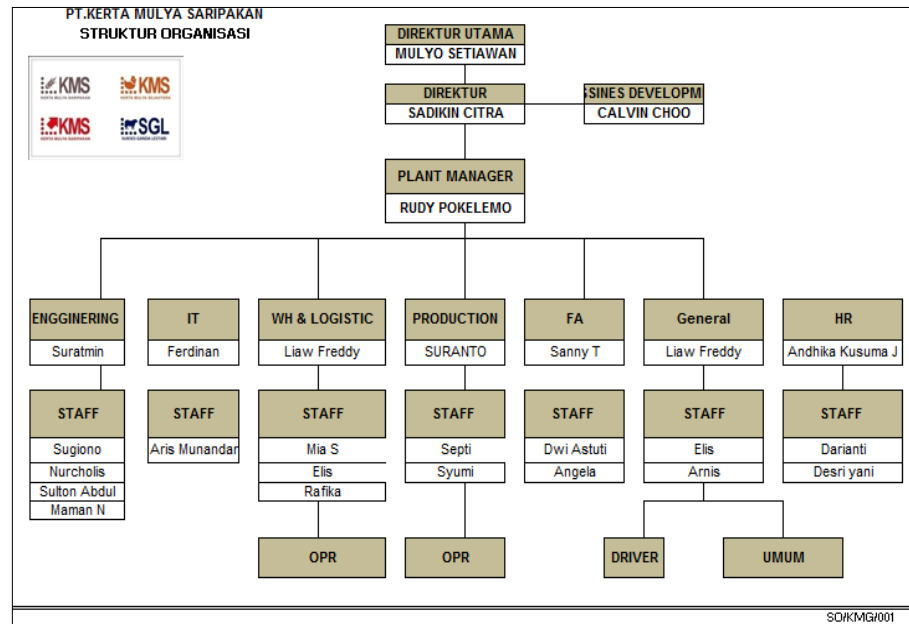 PT.KERTA MULYA SARIPAKAN
STRUKTUR ORGANISASI
KMS
KMS
KMS
SGL
DIREKTUR UTAMA
MULYO SETIAWAN
DIREKTUR
SADIKIN CITRA
SSINES DEVELOPM
CALVIN CHOO
PLANT MANAGER
RUDY POKELEMO
ENGGINERING
Suratmin
IT
Ferdinan
WH & LOGISTIC
Liaw Freddy
PRODUCTION
SURANTO
FA
Sanny T
General
Liaw Freddy
HR
Andhika Kusuma J
STAFF
Sugiono
Nurcholis
Sulton Abdul
Maman N
STAFF
Aris Munandar
STAFF
Mia S
Elis
Rafika
STAFF
Septi
Syumi
STAFF
Dwi Astuti
Angela
STAFF
Elis
Arnis
STAFF
Darianti
Desri yani
OPR
OPR
DRIVER
UMUM
SO/KMG/001